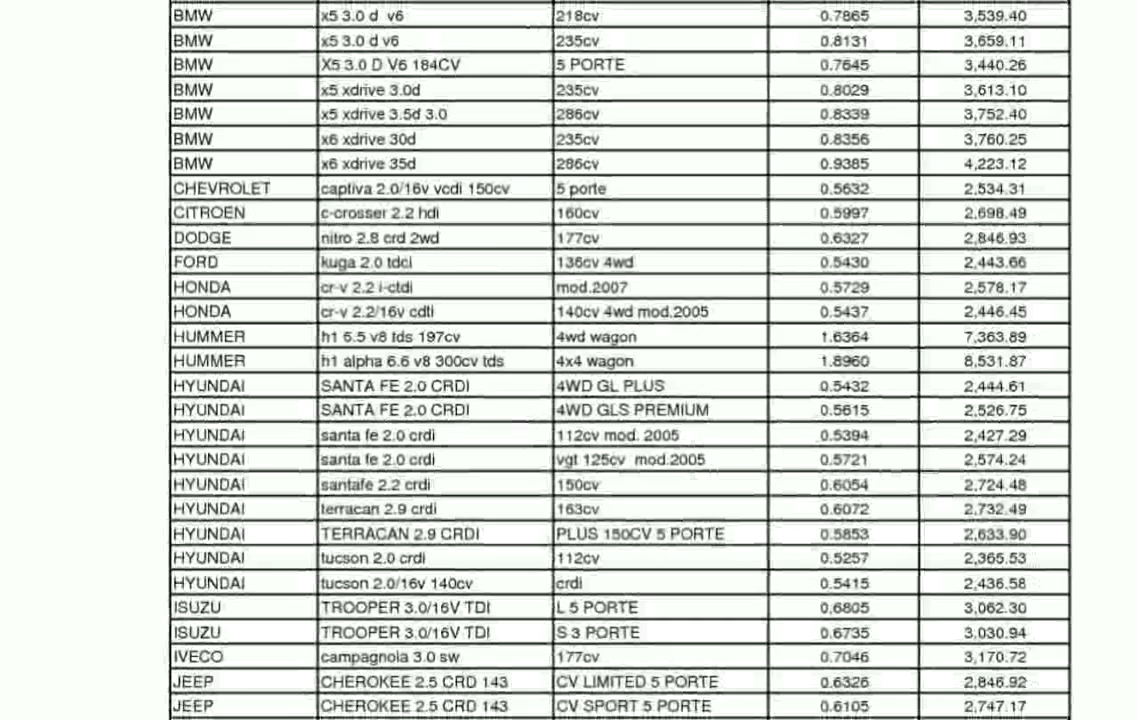 BMW x5 3.0 d v6 218cv 0.7865 3,539.40
BMW x5 3.0 d v6 235cv 0.8131 3,659.11
BMW X5 3.0 D V6 184CV 5 PORTE 0.7645 3,440.26
BMW x5 xdrive 3.0d 235cv 0.8029 3,613.10
BMW x5 xdrive 3.5d 3.0 286cv 0.8339 3,752.40
BMW x6 xdrive 30d 235cv 0.8356 3,760.25
BMW x6 xdrive 35d 286cv 0.9385 4,223.12
CHEVROLET captiva 2.0/16v vcdi 150cv 5 porte 0.5632 2,534.31
CITROEN c-crosser 2.2 hdi 160cv 0.5997 2,698.49
DODGE nitro 2.8 crd 2wd 177cv 0.6327 2,846.93
FORD kuga 2.0 tdci 136cv 4wd 0.5430 2,443.66
HONDA cr-v 2.2 i-ctdi mod.2007 0.5729 2,578.17
HONDA cr-v 2.2/16v cdti 140cv 4wd mod.2005 0.5437 2,446.45
HUMMER h1 6.5 v8 tds 197cv 4wd wagon 1.6364 7,363.89
HUMMER h1 alpha 6.6 v8 300cv tds 4x4 wagon 1.8960 8,531.87
HYUNDAI SANTA FE 2.0 CRDI 4WD GL PLUS 0.5432 2,444.61
HYUNDAI SANTA FE 2.0 CRDI 4WD GLS PREMIUM 0.5615 2,526.75
HYUNDAI santa fe 2.0 crdi 112cv mod. 2005 0.5394 2,427.29
HYUNDAI santa fe 2.0 crdi vgt 125cv mod.2005 0.5721 2,574.24
HYUNDAI santafe 2.2 crdi 150cv 0.6054 2,724.48
HYUNDAI terracan 2.9 crdi 163cv 0.6072 2,732.49
HYUNDAI TERRACAN 2.9 CRDI PLUS 150CV 5 PORTE 0.5853 2,633.90
HYUNDAI tucson 2.0 crdi 112cv 0.5257 2,365.53
HYUNDAI tucson 2.0/16v 140cv crdi 0.5415 2,436.58
ISUZU TROOPER 3.0/16V TDI L 5 PORTE 0.6805 3,062.30
ISUZU TROOPER 3.0/16V TDI S 3 PORTE 0.6735 3,030.94
IVECO campagnola 3.0 sw 177cv 0.7046 3,170.72
JEEP CHEROKEE 2.5 CRD 143 CV LIMITED 5 PORTE 0.6326 2,846.92
JEEP CHEROKEE 2.5 CRD 143 CV SPORT 5 PORTE 0.6105 2,747.17